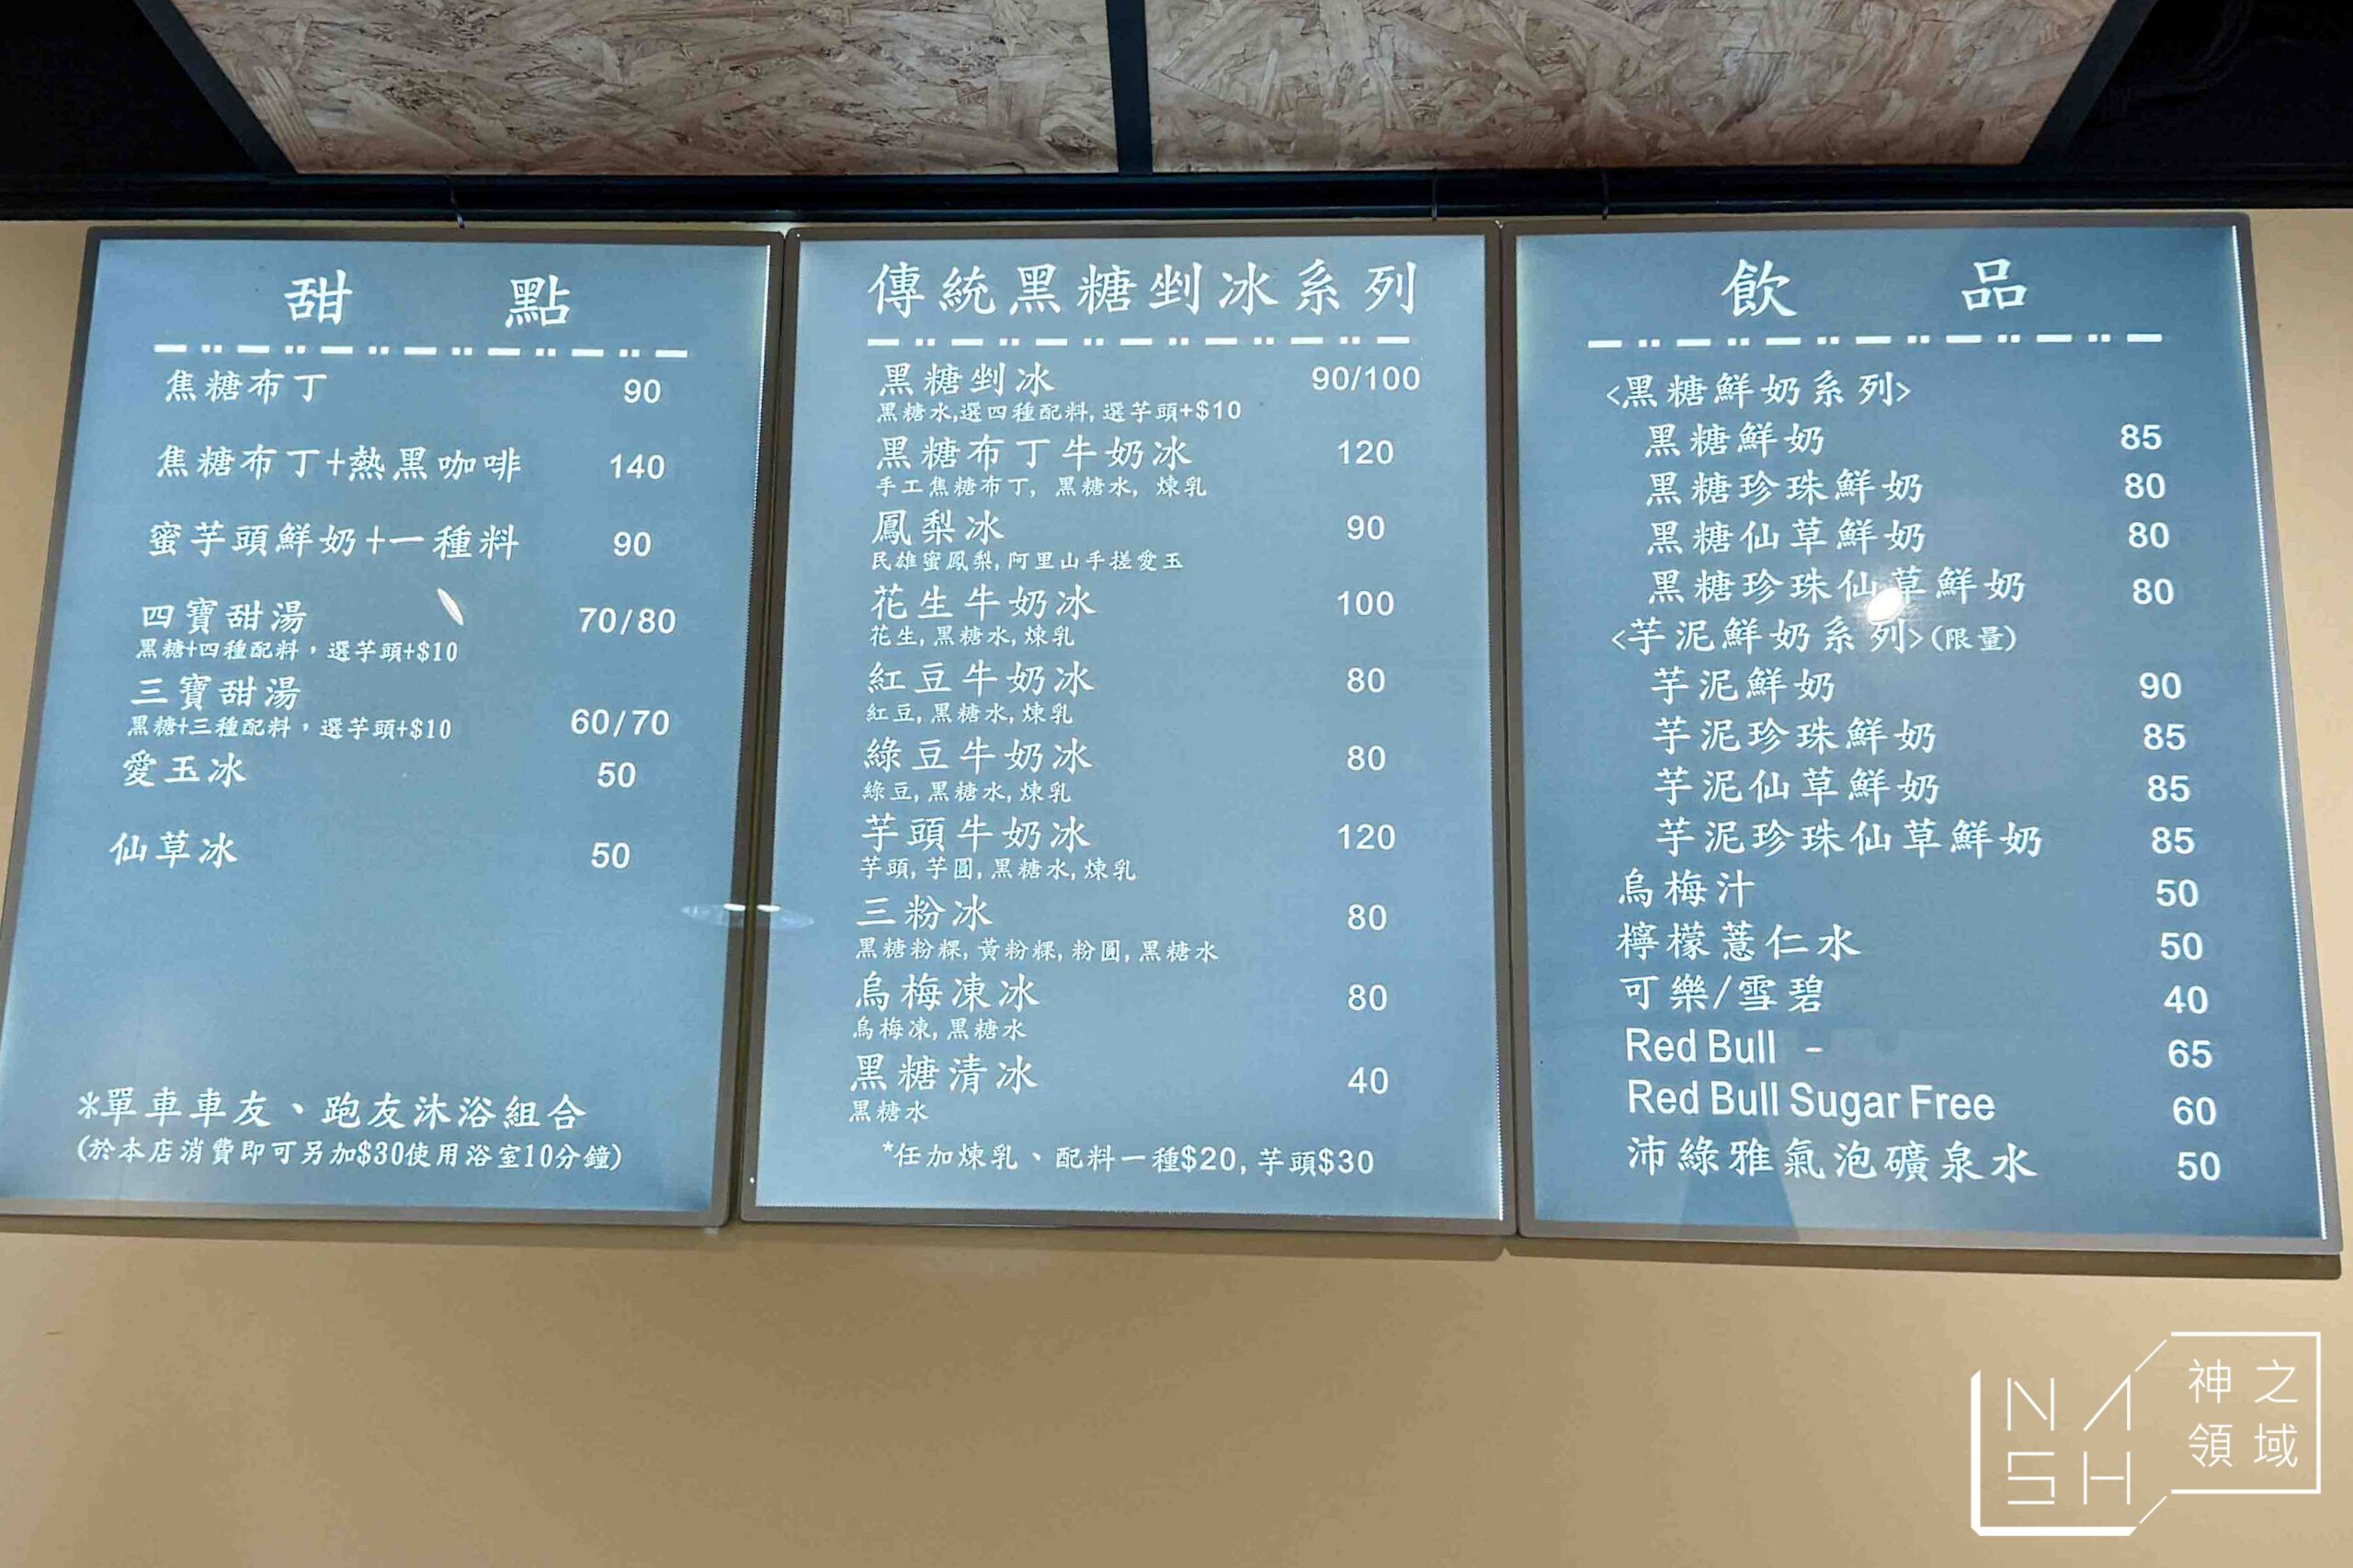 甜點
焦糖布丁 90
焦糖布丁+熱黑咖啡 140
蜜芋頭鮮奶+一種料 90
四寶甜湯 70/80
黑糖+四種配料，選芋頭+$10
三寶甜湯
黑糖+三種配料，選芋頭+$10 60/70
愛玉冰 50
仙草冰 50
*單車車友、跑友沐浴組合
(於本店消費即可另加$30使用浴室10分鐘)
傳統黑糖剉冰系列
黑糖剉冰 90/100
黑糖水,選四種配料,選芋頭+$10
黑糖布丁牛奶冰 120
手工焦糖布丁, 黑糖水, 煉乳
鳳梨冰 90
民雄蜜鳳梨,阿里山手搓愛玉
花生牛奶冰 100
花生,黑糖水,煉乳
紅豆牛奶冰 80
紅豆,黑糖水,煉乳
綠豆牛奶冰 80
綠豆,黑糖水,煉乳
芋頭牛奶冰 120
芋頭,芋圓,黑糖水,煉乳
三粉冰 80
黑糖粉粿,黃粉粿,粉圓,黑糖水
烏梅凍冰 80
烏梅凍,黑糖水
黑糖清冰 40
黑糖水
*任加煉乳、配料一種$20,芋頭$30
飲品
<黑糖鮮奶系列>
黑糖鮮奶 85
黑糖珍珠鮮奶 80
黑糖仙草鮮奶 80
黑糖珍珠仙草鮮奶 80
<芋泥鮮奶系列>(限量)
芋泥鮮奶 90
芋泥珍珠鮮奶 85
芋泥仙草鮮奶 85
芋泥珍珠仙草鮮奶 85
烏梅汁 50
檸檬薏仁水 50
可樂/雪碧 40
Red Bull - 65
Red Bull Sugar Free 60
沛綠雅氣泡礦泉水 50
NASH
神之領域